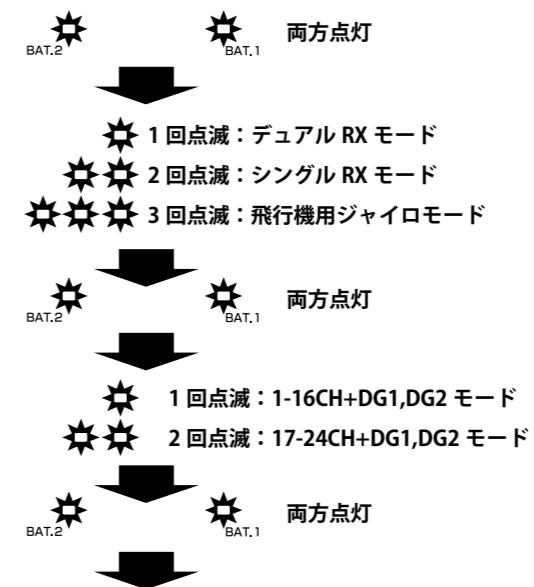 BAT.2 BAT.1 両方点灯
1 回点滅：デュアル RX モード
2 回点滅：シングル RX モード
3 回点滅：飛行機用ジャイロモード
BAT.2 BAT.1 両方点灯
1 回点滅：1-16CH+DG1,DG2 モード
2 回点滅：17-24CH+DG1,DG2 モード
BAT.2 BAT.1 両方点灯